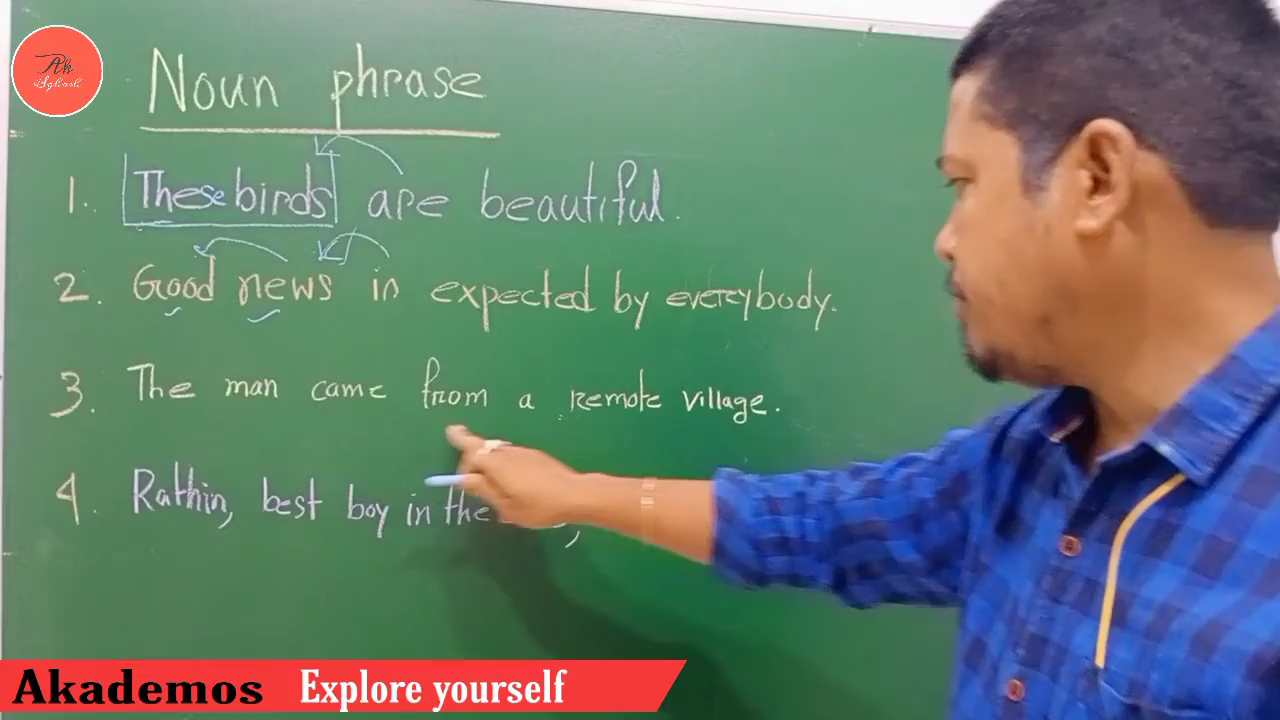 Noun phrase
1. These birds are beautiful.
2. Good news in expected by everybody.
3. The man came from a remote village.
4. Rathin, best boy in the ,
Ak
Akademos Explore yourself